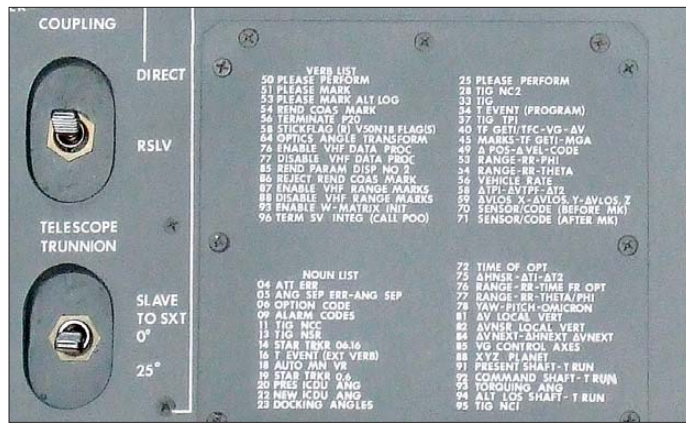 COUPLING
DIRECT
RSLV
TELESCOPE
TRUNNION
SLAVE
TO SXT
0°
25°
VERB LIST
50 PLEASE PERFORM
51 PLEASE MARK
53 PLEASE MARK ALT LOG
54 REND COAS MARK
56 TERMINATE P20
58 STICKFLAG (R) V50N18 FLAG(S)
64 OPTICS ANGLE TRANSFORM
76 ENABLE VHF DATA PROC
77 DISABLE VHF DATA PROC
85 REND PARAM DISP NO 2
86 REJECT REND COAS MARK
87 ENABLE VHF RANGE MARKS
88 DISABLE VHF RANGE MARKS
93 ENABLE W-MATRIX INIT
96 TERM SV INTEG (CALL POO)
NOUN LIST
04 ATT ERR
05 ANG SEP ERR-ANG SEP
06 OPTION CODE
09 ALARM CODES
11 TIG NCC
13 TIG NSR
14 STAR TRKR 06.16
16 T EVENT (EXT VERB)
18 AUTO MN VR
19 STAR TRKR 0.6
20 PRES ICDU ANG
22 NEW ICDU ANG
23 DOCKING ANGLES
25 PLEASE PERFORM
28 TIG NC2
33 TIG
34 T EVENT (PROGRAM)
37 TIG TPI
40 TF GETI/TFC-VG-ΔV
45 MARKS-TF GETI-MGA
49 Δ POS-Δ VEL-CODE
53 RANGE-RR-PHI
54 RANGE-RR-THETA
56 VEHICLE RATE
58 ΔTPI-ΔVTPF-ΔT2
59 ΔVLOS X-ΔVLOS, Y-ΔVLOS, Z
70 SENSOR/CODE (BEFORE MK)
71 SENSOR/CODE (AFTER MK)
72 TIME OF OPT
75 ΔHNSR-ΔT1-ΔT2
76 RANGE-RR-TIME FR OPT
77 RANGE-RR-THETA/PHI
78 YAW-PITCH-OMICRON
81 ΔV LOCAL VERT
82 ΔVNSR LOCAL VERT
84 ΔVNEXT-ΔHNEXT ΔVNEXT
85 VG CONTROL AXES
88 XYZ PLANET
91 PRESENT SHAFT-T RUN
92 COMMAND SHAFT-T RUN
93 TORQUING ANG
94 ALT LOS SHAFT-T RUN
95 TIG NC1